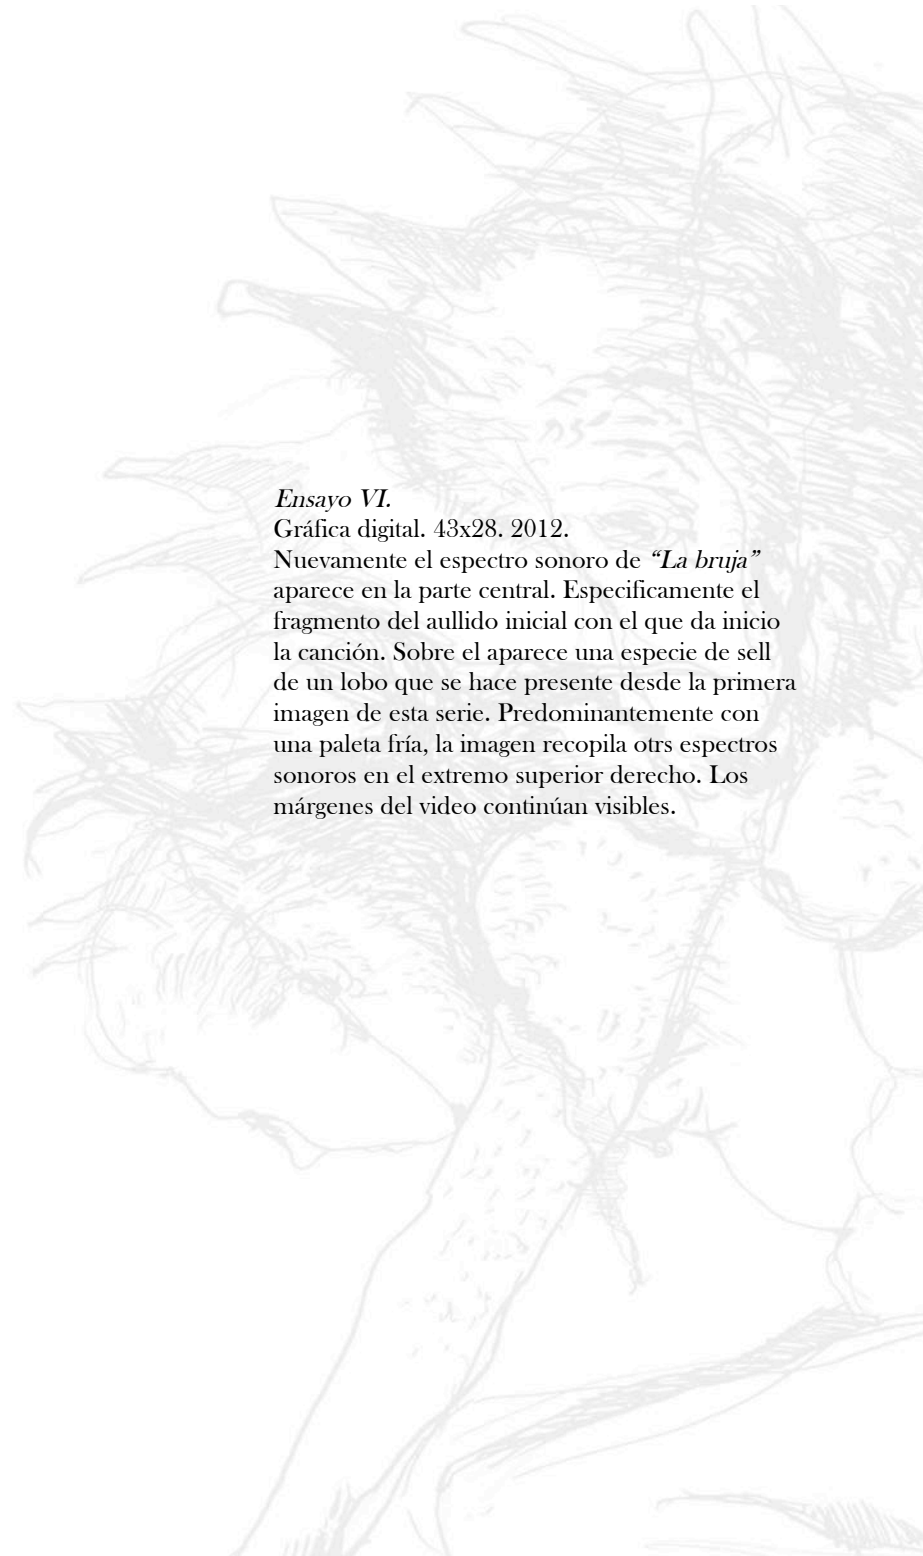 Ensayo VI.
Gráfica digital. 43x28. 2012.
Nuevamente el espectro sonoro de “La bruja”
aparece en la parte central. Especificamente el
fragmento del aullido inicial con el que da inicio
la canción. Sobre el aparece una especie de sell
de un lobo que se hace presente desde la primera
imagen de esta serie. Predominantemente con
una paleta fría, la imagen recopila otrs espectros
sonoros en el extremo superior derecho. Los
márgenes del video continúan visibles.